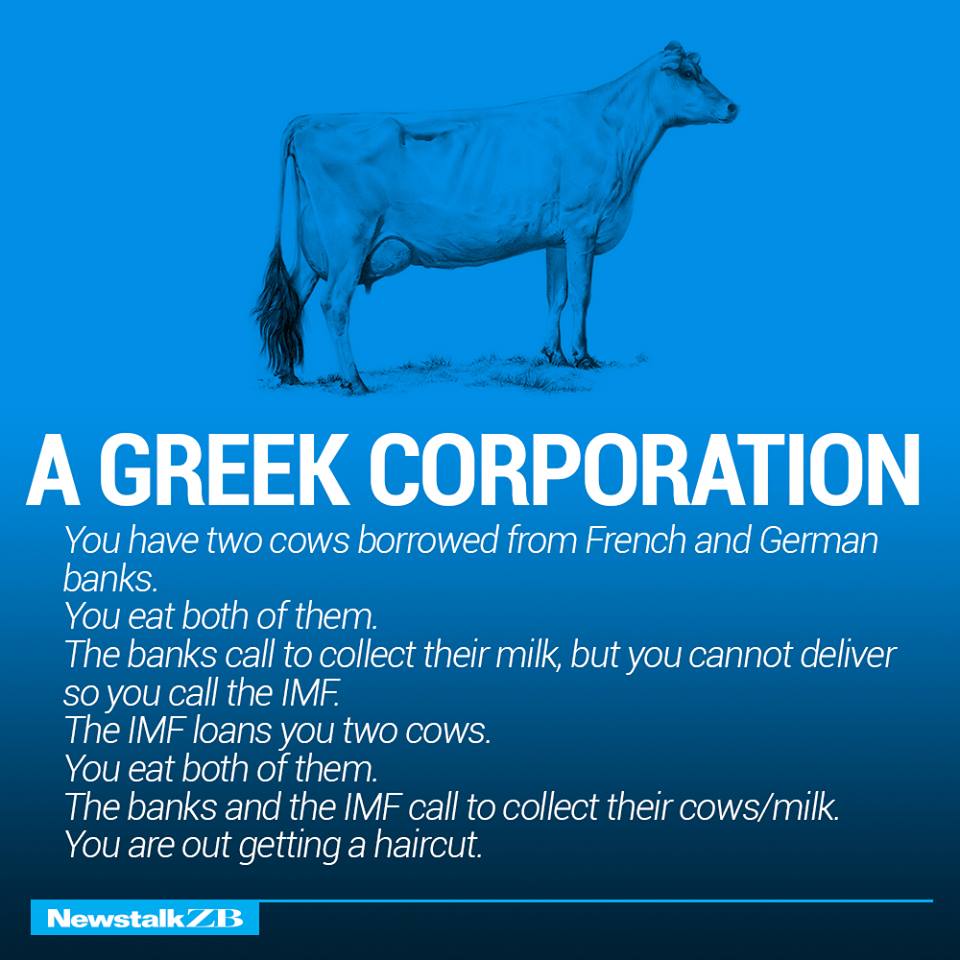 A GREEK CORPORATION
You have two cows borrowed from French and German
banks.
You eat both of them.
The banks call to collect their milk, but you cannot deliver
so you call the IMF.
The IMF loans you two cows.
You eat both of them.
The banks and the IMF call to collect their cows/milk.
You are out getting a haircut.
NewstalkZB